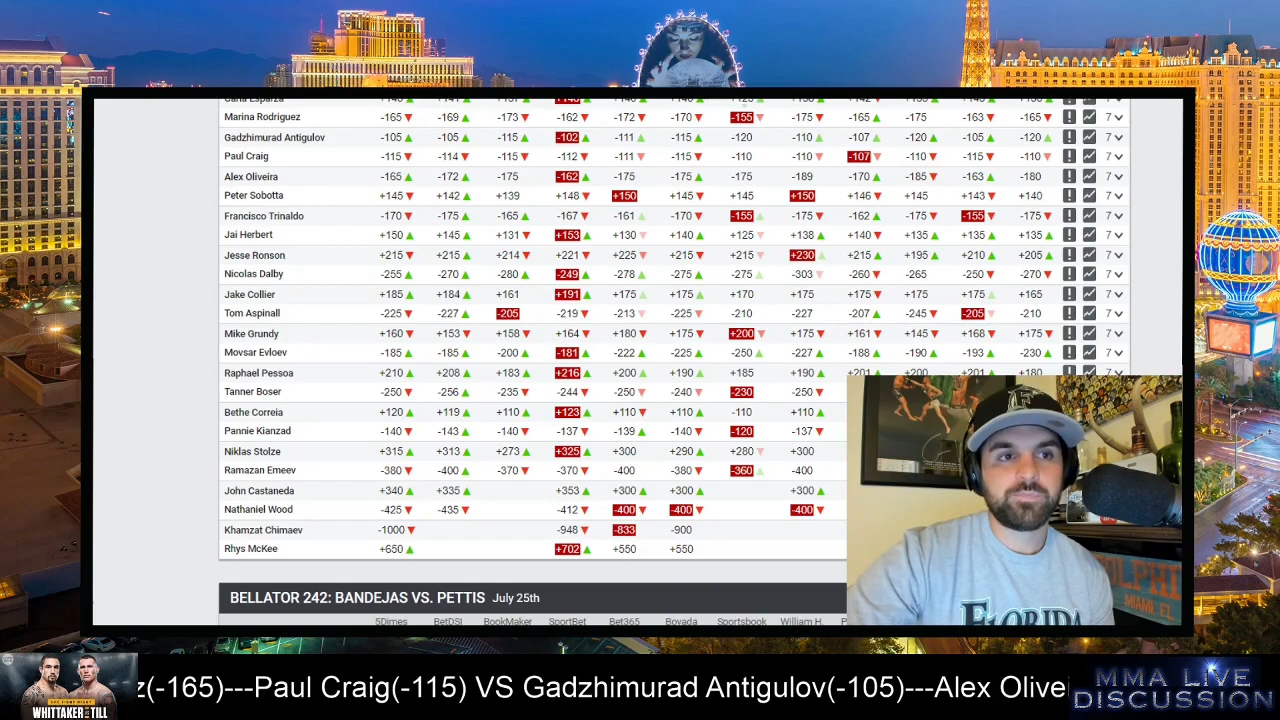 Carla Esparza
Marina Rodriguez -165 -169 -173 -162 -172 -170 -155 -175 -165 -175 -163 -165 7
Gadzhimurad Antigulov -105 -105 -115 -102 -111 -115 -120 -110 -107 -120 -105 -120 7
Paul Craig -115 -114 -115 -112 -111 -115 -110 -110 -107 -110 -115 -110 7
Alex Oliveira -165 -172 -175 -162 -175 -175 -175 -189 -170 -185 -163 -180 7
Peter Sobotta +145 +142 +139 +148 +150 +145 +145 +150 +146 +145 +143 +140 7
Francisco Trinaldo -170 -175 -165 -167 -161 -170 -155 -175 -162 -175 -155 -175 7
Jai Herbert +150 +145 +131 +153 +130 +140 +125 +138 +140 +135 +135 +135 7
Jesse Ronson +215 +215 +214 +221 +225 +215 +215 +230 +215 +195 +210 +205 7
Nicolas Dalby -255 -270 -280 -249 -278 -275 -275 -303 -260 -265 -250 -270 7
Jake Collier +185 +184 +161 +191 +175 +175 +170 +175 +175 +175 +175 +165 7
Tom Aspinall -225 -227 -205 -219 -213 -225 -210 -227 -207 -245 -205 -210 7
Mike Grundy +160 +153 +158 +164 +180 +175 +200 +175 +161 +145 +168 +175 7
Movsar Evloev -185 -185 -200 -181 -222 -225 -250 -227 -188 -190 -193 -230 7
Raphael Pessoa +210 +208 +183 +216 +200 +190 +185 +190 +201 +200 +201 +180 7
Tanner Boser -250 -256 -235 -244 -250 -240 -230 -250
Bethe Correia +120 +119 +110 +123 +110 +110 -110 +110
Pannie Kianzad -140 -143 -140 -137 -139 -140 -120 -137
Niklas Stolze +315 +313 +273 +325 +300 +290 +280 +300
Ramazan Emeev -380 -400 -370 -370 -400 -380 -360 -400
John Castaneda +340 +335 +353 +300 +300 +300
Nathaniel Wood -425 -435 -412 -400 -400 -400
Khamzat Chimaev -1000 -948 -833 -900
Rhys McKee +650 +702 +550 +550
BELLATOR 242: BANDEJAS VS. PETTIS July 25th
5Dimes BetDSI BookMaker SportBet Bet365 Bovada Sportsbook William H. P
FLORIDA
DOLPHI
MIAMI, FL
z(-165)---Paul Craig(-115) VS Gadzhimurad Antigulov(-105)---Alex Olivei
WHITTAKER TILL
MMA LIVE
DISCUSSION